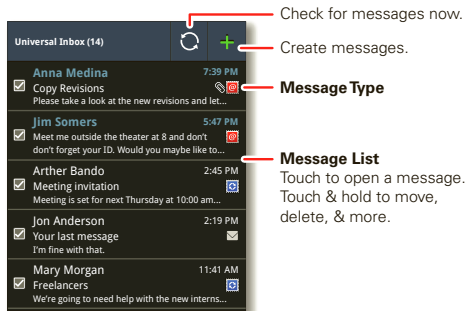 Universal Inbox (14)
Anna Medina 7:39 PM
Copy Revisions
Please take a look at the new revisions and let...
Jim Somers 5:47 PM
Meet me outside the theater at 8 and don't
don't forget your ID. Would you maybe like to...
Arther Bando 2:45 PM
Meeting invitation
Meeting is set for next Thursday at 10:00 am...
Jon Anderson 2:19 PM
Your last message
I'm fine with that.
Mary Morgan 11:41 AM
Freelancers
We're going to need help with the new interns...
Check for messages now.
Create messages.
Message Type
Message List
Touch to open a message.
Touch & hold to move,
delete, & more.